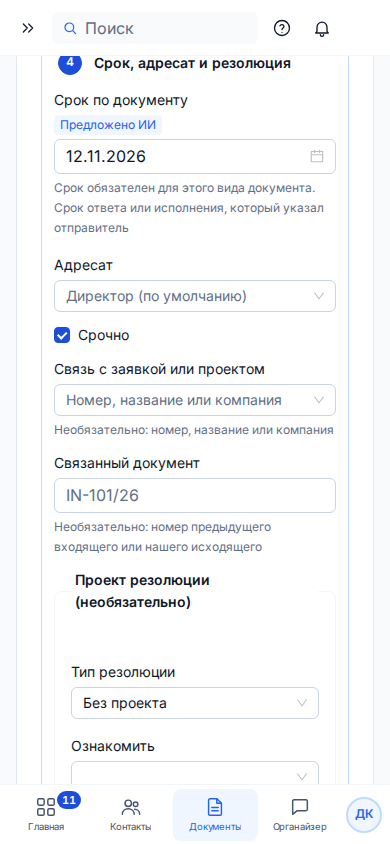 Поиск
4 Срок, адресат и резолюция
Срок по документу
Предложено ИИ
12.11.2026
Срок обязателен для этого вида документа.
Срок ответа или исполнения, который указал
отправитель
Адресат
Директор (по умолчанию)
Срочно
Связь с заявкой или проектом
Номер, название или компания
Необязательно: номер, название или компания
Связанный документ
IN-101/26
Необязательно: номер предыдущего
входящего или нашего исходящего
Проект резолюции
(необязательно)
Тип резолюции
Без проекта
Ознакомить
11
Главная
Контакты
Документы
Органайзер
ДК